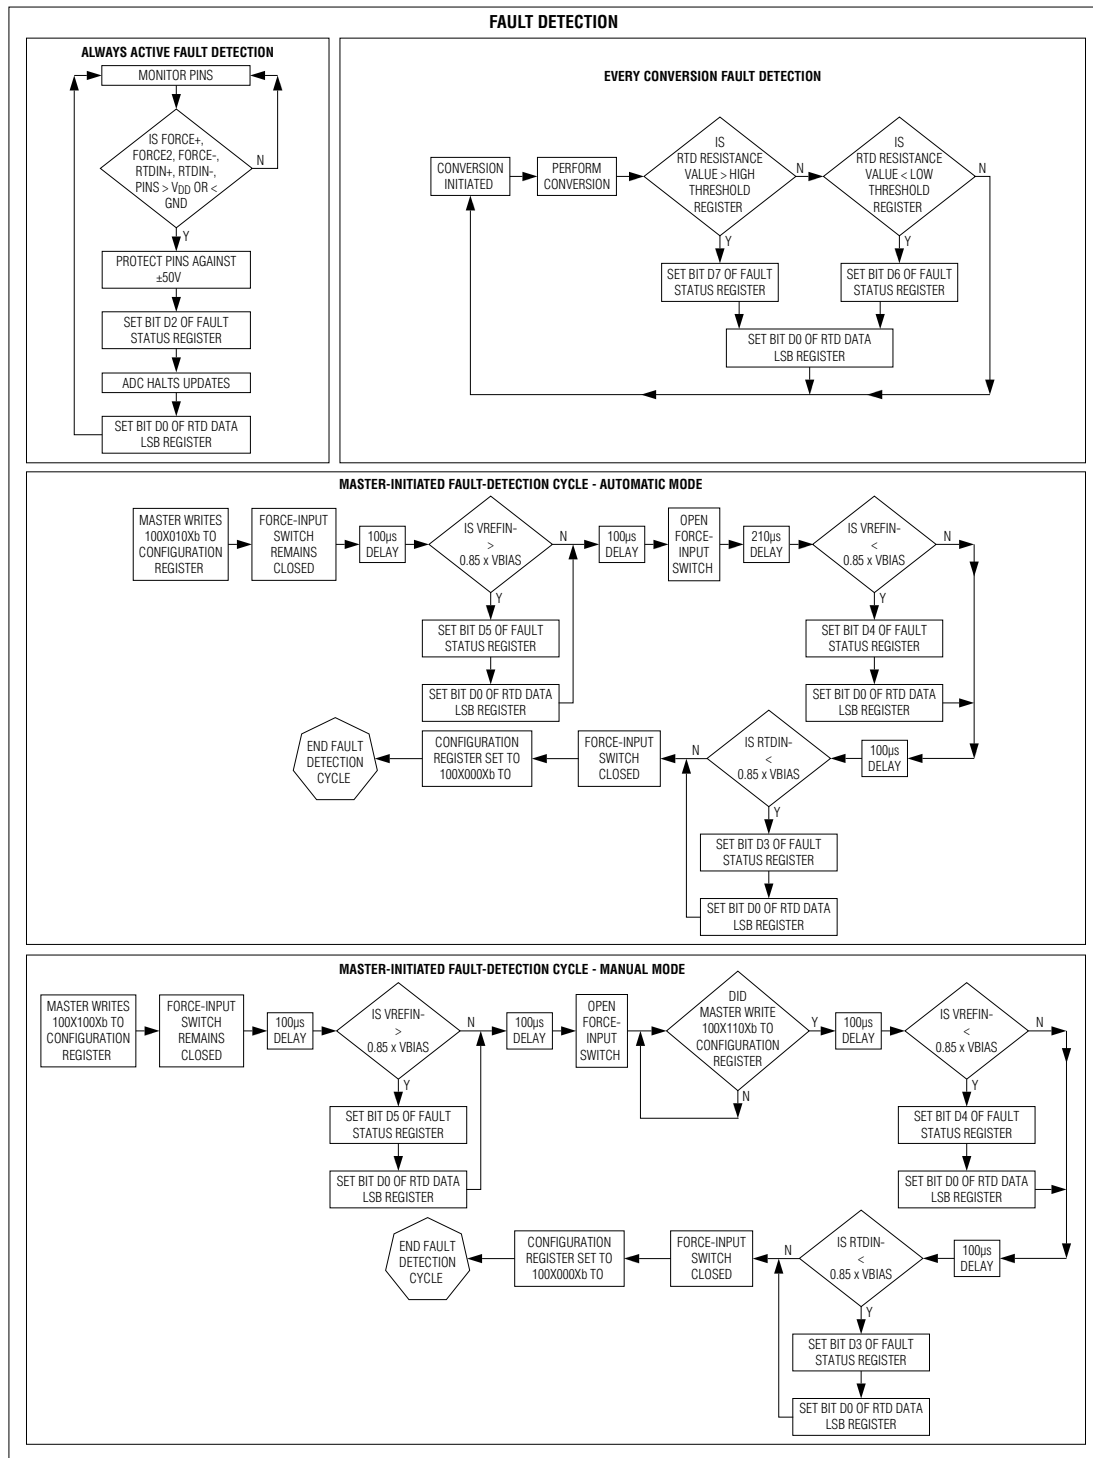 FAULT DETECTION
ALWAYS ACTIVE FAULT DETECTION
MONITOR PINS
IS FORCE+,
FORCE2, FORCE-,
RTDIN+, RTDIN-,
PINS > VDD OR <
GND
N
Y
PROTECT PINS AGAINST
±50V
SET BIT D2 OF FAULT
STATUS REGISTER
ADC HALTS UPDATES
SET BIT D0 OF RTD DATA
LSB REGISTER
EVERY CONVERSION FAULT DETECTION
CONVERSION
INITIATED
PERFORM
CONVERSION
IS
RTD RESISTANCE
VALUE > HIGH
THRESHOLD
REGISTER
N
Y
IS
RTD RESISTANCE
VALUE < LOW
THRESHOLD
REGISTER
N
Y
SET BIT D7 OF FAULT
STATUS REGISTER
SET BIT D6 OF FAULT
STATUS REGISTER
SET BIT D0 OF RTD DATA
LSB REGISTER
MASTER-INITIATED FAULT-DETECTION CYCLE - AUTOMATIC MODE
MASTER WRITES
100X010Xb TO
CONFIGURATION
REGISTER
FORCE-INPUT
SWITCH
REMAINS
CLOSED
100µs
DELAY
IS VREFIN-
>
0.85 x VBIAS
N
Y
SET BIT D5 OF FAULT
STATUS REGISTER
SET BIT D0 OF RTD DATA
LSB REGISTER
100µs
DELAY
OPEN
FORCE-
INPUT
SWITCH
210µs
DELAY
IS VREFIN-
<
0.85 x VBIAS
N
Y
SET BIT D4 OF FAULT
STATUS REGISTER
SET BIT D0 OF RTD DATA
LSB REGISTER
100µs
DELAY
IS RTDIN-
<
0.85 x VBIAS
N
Y
SET BIT D3 OF FAULT
STATUS REGISTER
SET BIT D0 OF RTD DATA
LSB REGISTER
FORCE-INPUT
SWITCH
CLOSED
CONFIGURATION
REGISTER SET TO
100X000Xb TO
END FAULT
DETECTION
CYCLE
MASTER-INITIATED FAULT-DETECTION CYCLE - MANUAL MODE
MASTER WRITES
100X100Xb TO
CONFIGURATION
REGISTER
FORCE-INPUT
SWITCH
REMAINS
CLOSED
100µs
DELAY
IS VREFIN-
>
0.85 x VBIAS
N
Y
SET BIT D5 OF FAULT
STATUS REGISTER
SET BIT D0 OF RTD DATA
LSB REGISTER
100µs
DELAY
OPEN
FORCE-
INPUT
SWITCH
DID
MASTER WRITE
100X110Xb TO
CONFIGURATION
REGISTER
Y
N
100µs
DELAY
IS VREFIN-
<
0.85 x VBIAS
N
Y
SET BIT D4 OF FAULT
STATUS REGISTER
SET BIT D0 OF RTD DATA
LSB REGISTER
100µs
DELAY
IS RTDIN-
<
0.85 x VBIAS
N
Y
SET BIT D3 OF FAULT
STATUS REGISTER
SET BIT D0 OF RTD DATA
LSB REGISTER
FORCE-INPUT
SWITCH
CLOSED
CONFIGURATION
REGISTER SET TO
100X000Xb TO
END FAULT
DETECTION
CYCLE